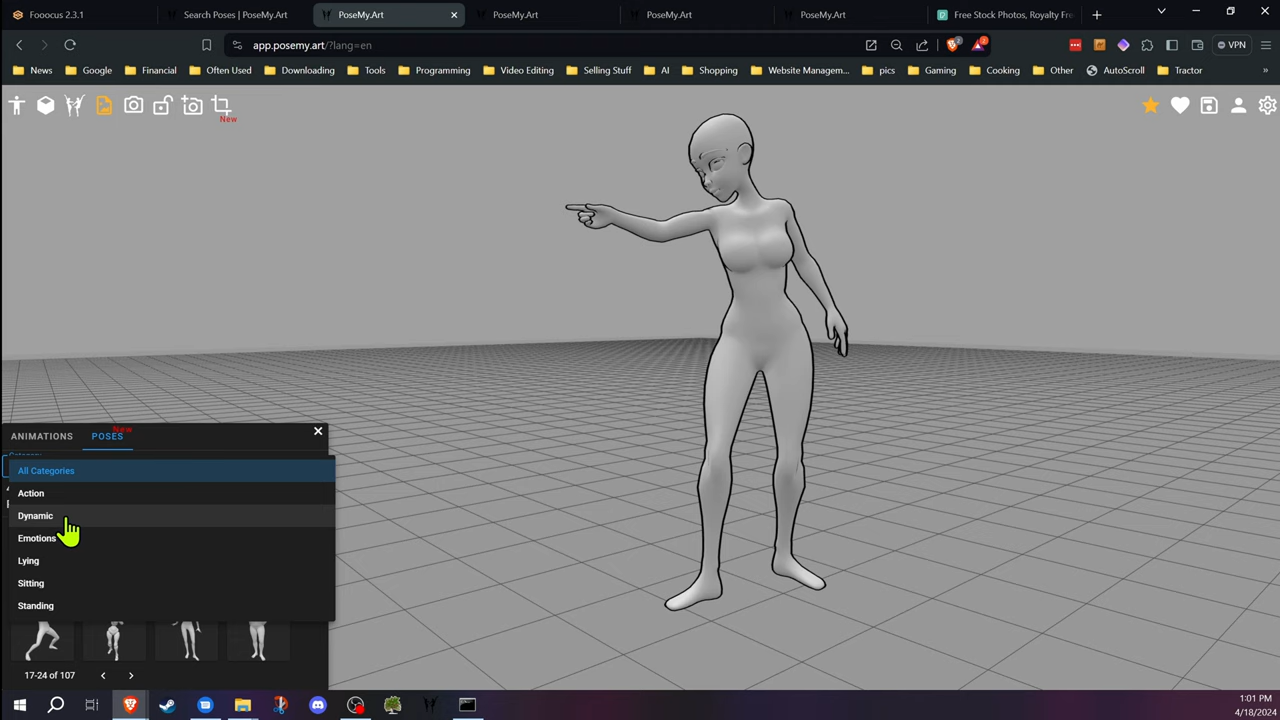 Fooocus 2.3.1
Search Poses | PoseMy.Art
PoseMy.Art
PoseMy.Art
PoseMy.Art
PoseMy.Art
Free Stock Photos, Royalty Fre
app.posemy.art/?lang=en
2
2
VPN
News
Google
Financial
Often Used
Downloading
Tools
Programming
Video Editing
Selling Stuff
AI
Shopping
Website Managem...
pics
Gaming
Cooking
Other
AutoScroll
Tractor
»
New
New
ANIMATIONS
POSES
Category
All Categories
Action
Dynamic
Emotions
Lying
Sitting
Standing
17-24 of 107
1:01 PM
4/18/2024